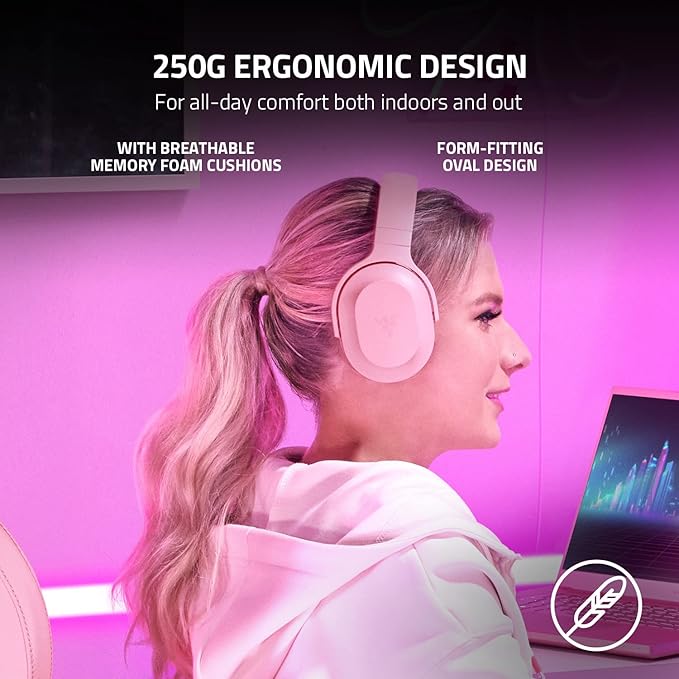 250G ERGONOMIC DESIGN
For all-day comfort both indoors and out
WITH BREATHABLE
MEMORY FOAM CUSHIONS
FORM-FITTING
OVAL DESIGN